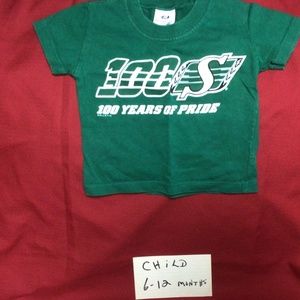 100 S
100 YEARS OF PRIDE
CHILD
6-12 MONTHS